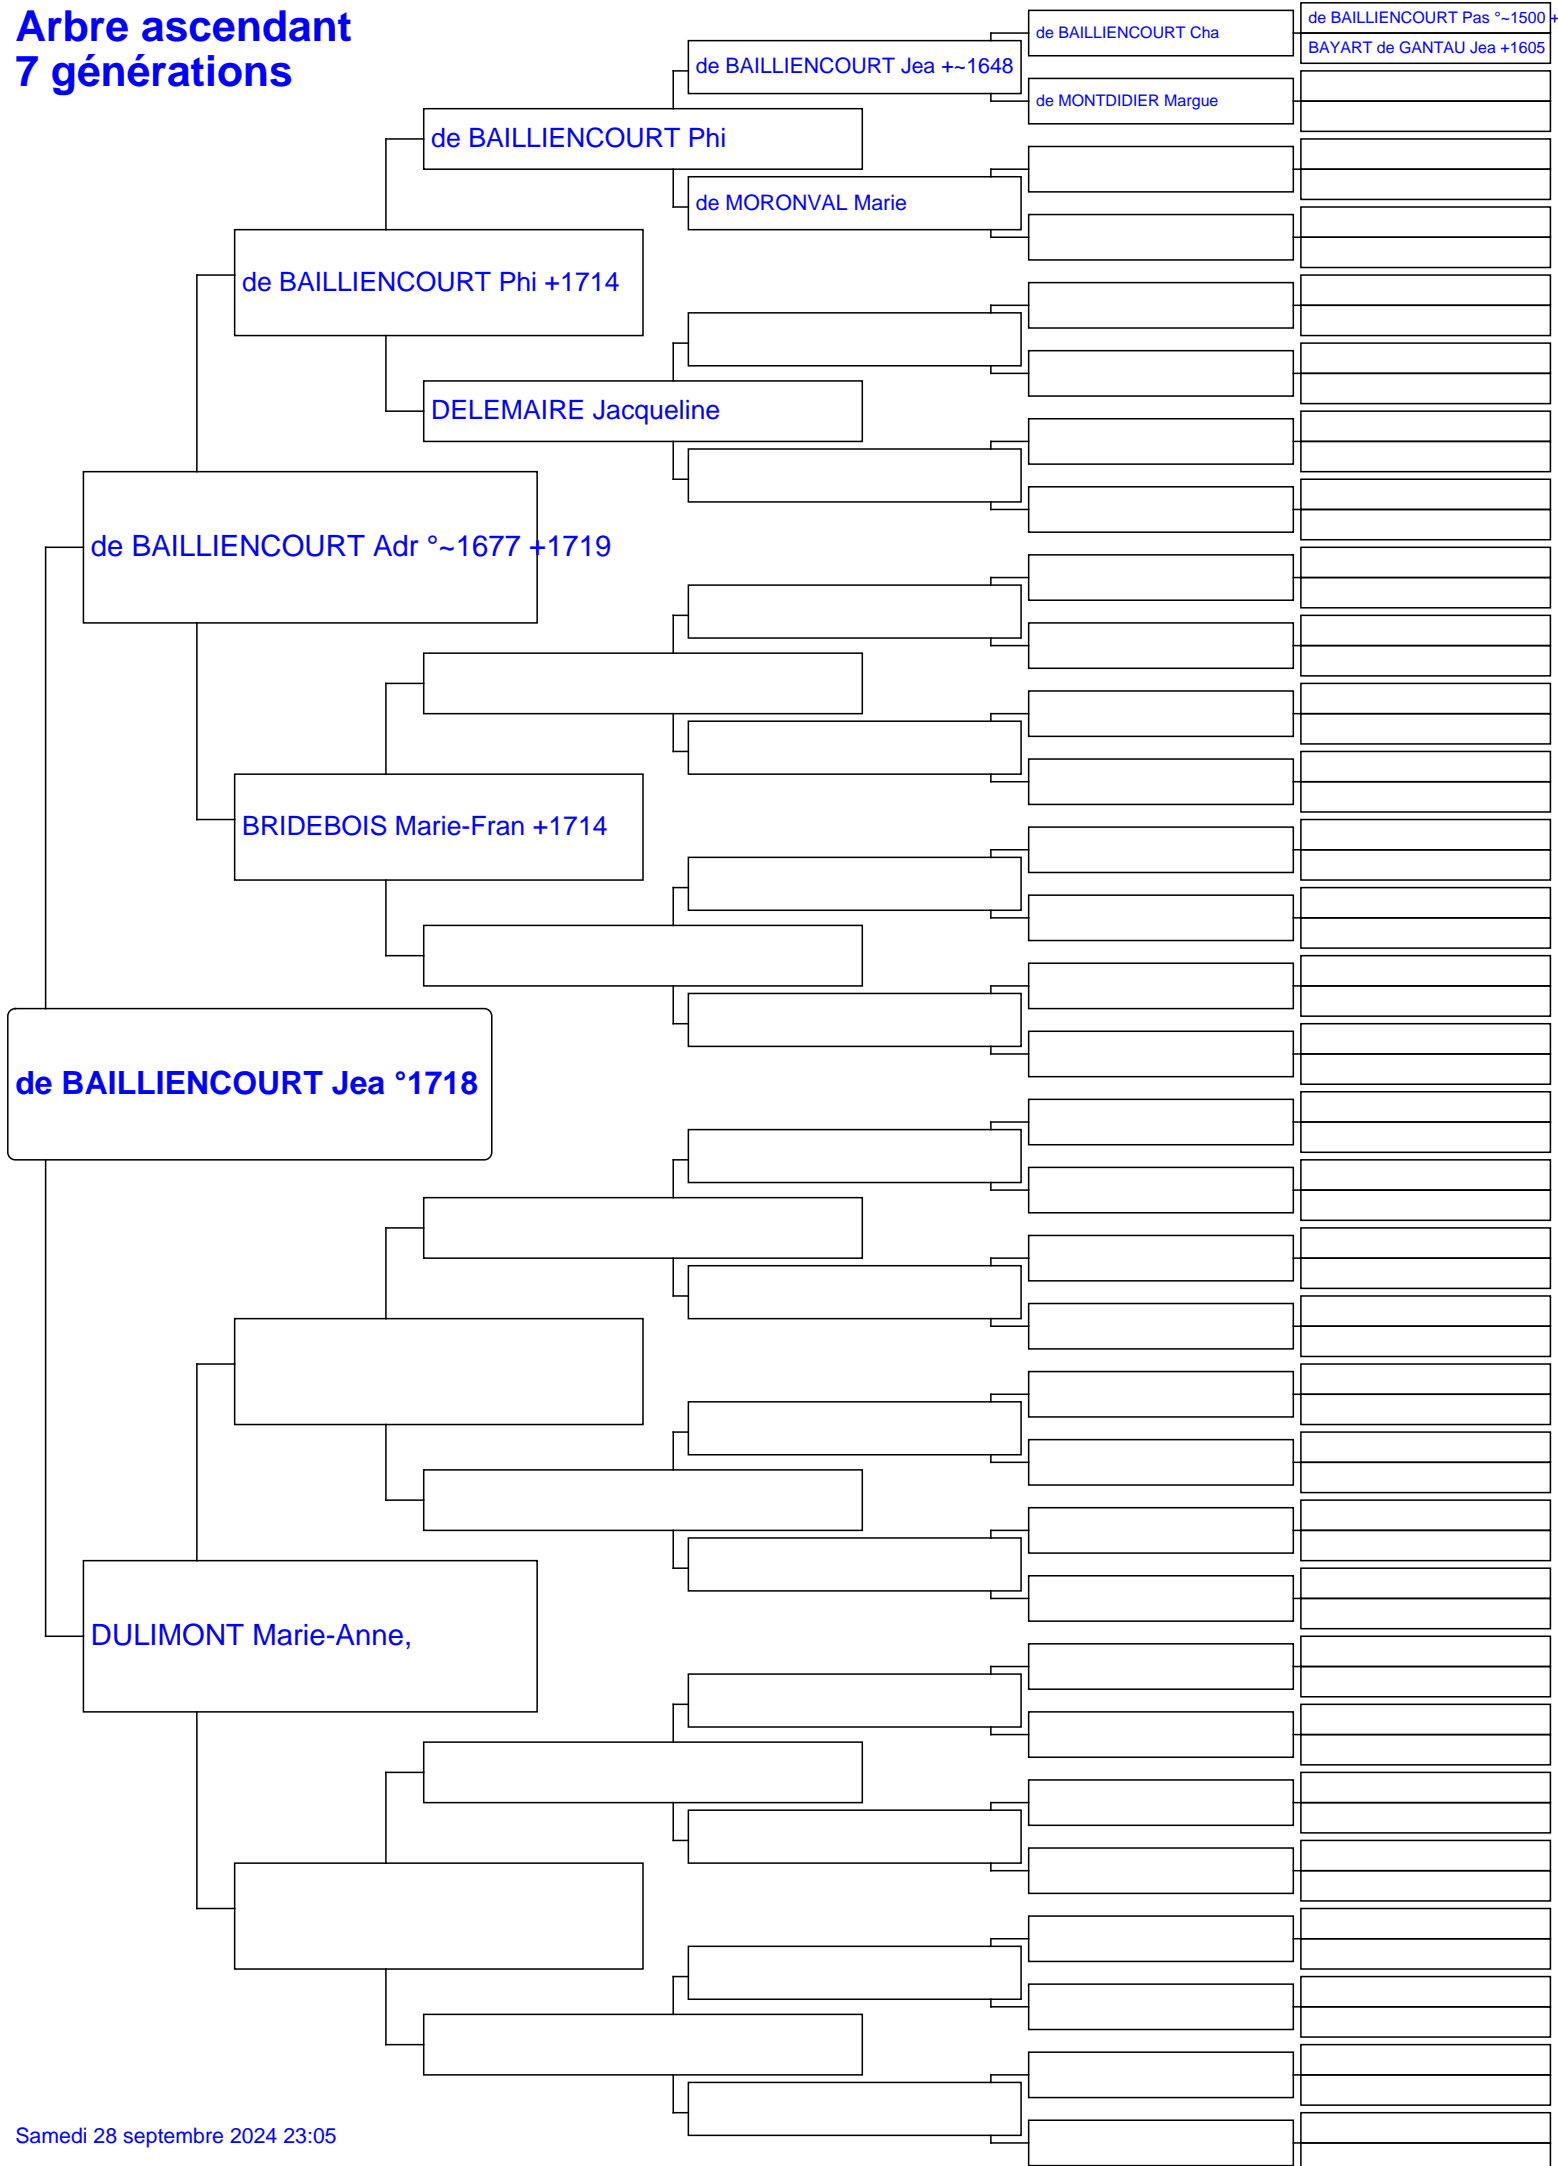 Arbre ascendant
7 générations
de BAILLIENCOURT Pas °~1500 +
de BAILLIENCOURT Cha
BAYART de GANTAU Jea +1605
de BAILLIENCOURT Jea +~1648
de MONTDIDIER Margue
de BAILLIENCOURT Phi
de MORONVAL Marie
de BAILLIENCOURT Phi +1714
DELEMAIRE Jacqueline
de BAILLIENCOURT Adr °~1677 +1719
BRIDEBOIS Marie-Fran +1714
de BAILLIENCOURT Jea °1718
DULIMONT Marie-Anne,
Samedi 28 septembre 2024 23:05